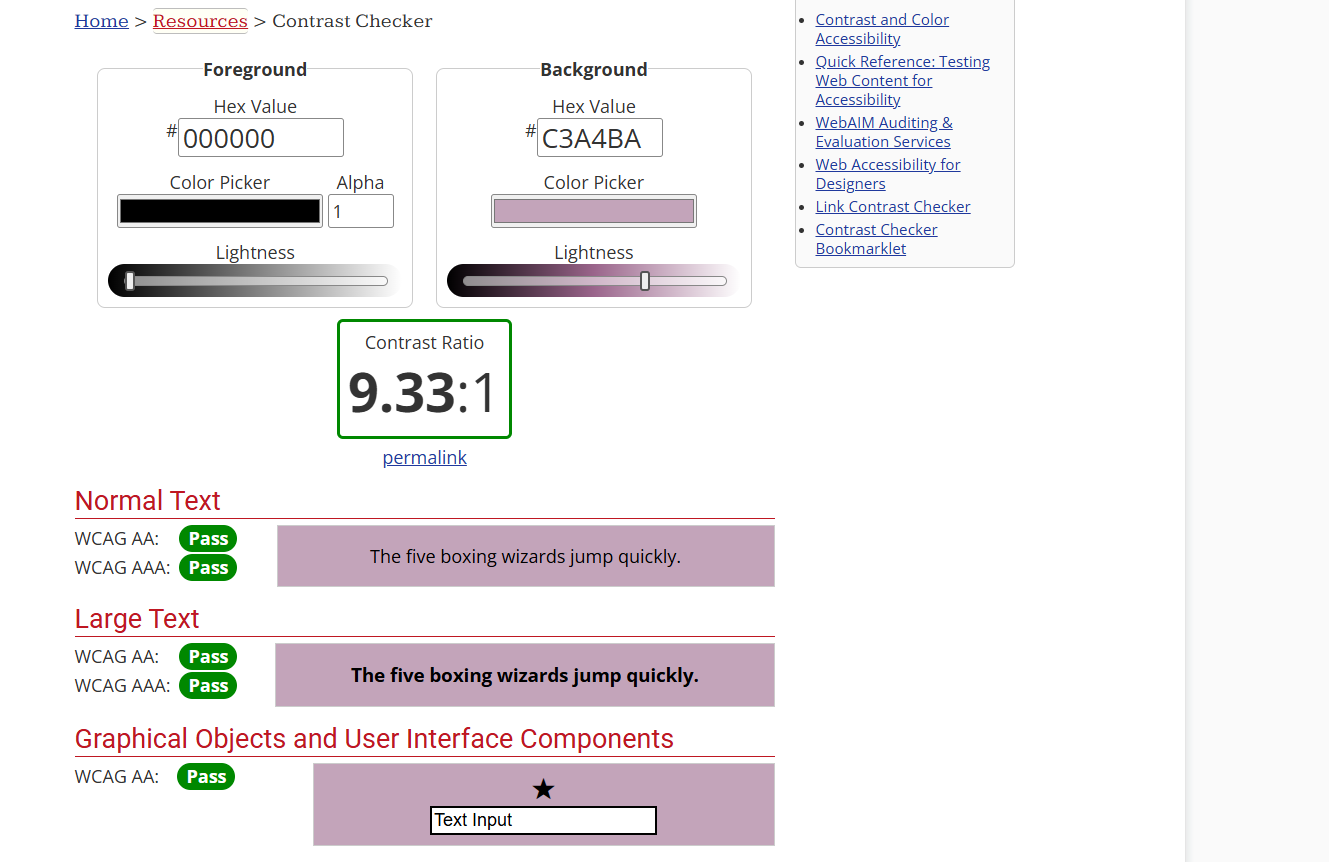 Home > Resources > Contrast Checker
Foreground
Hex Value
#000000
Color Picker
Alpha
1
Lightness
Background
Hex Value
#C3A4BA
Color Picker
Lightness
Contrast Ratio
9.33:1
permalink
Normal Text
WCAG AA: Pass
WCAG AAA: Pass
The five boxing wizards jump quickly.
Large Text
WCAG AA: Pass
WCAG AAA: Pass
The five boxing wizards jump quickly.
Graphical Objects and User Interface Components
WCAG AA: Pass
★
Text Input
Contrast and Color
Accessibility
Quick Reference: Testing
Web Content for
Accessibility
WebAIM Auditing &
Evaluation Services
Web Accessibility for
Designers
Link Contrast Checker
Contrast Checker
Bookmarklet